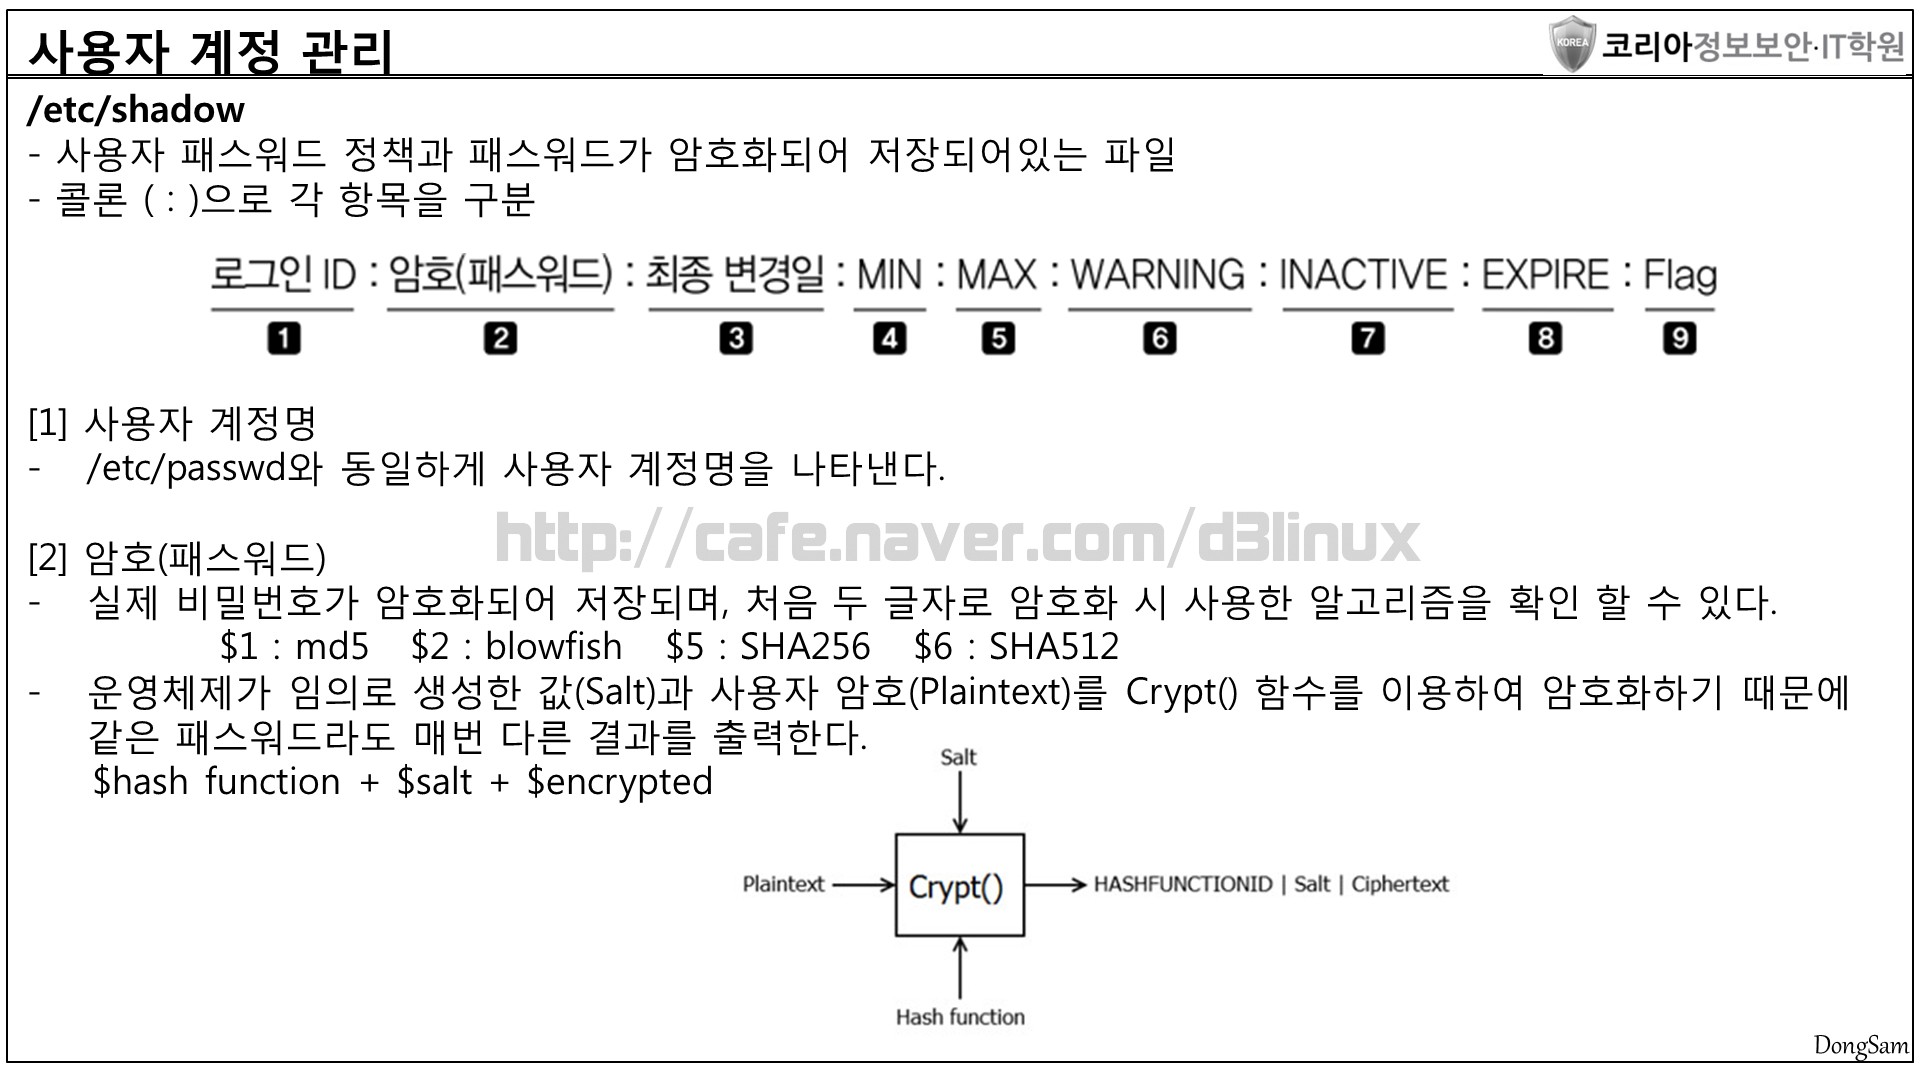 사용자 계정 관리
KOREA 코리아정보보안·IT학원
/etc/shadow
- 사용자 패스워드 정책과 패스워드가 암호화되어 저장되어있는 파일
- 콜론 ( : )으로 각 항목을 구분
로그인 ID : 암호(패스워드) : 최종 변경일 : MIN : MAX : WARNING : INACTIVE : EXPIRE : Flag
1 2 3 4 5 6 7 8 9
[1] 사용자 계정명
- /etc/passwd와 동일하게 사용자 계정명을 나타낸다.
http://cafe.naver.com/d3linux
[2] 암호(패스워드)
- 실제 비밀번호가 암호화되어 저장되며, 처음 두 글자로 암호화 시 사용한 알고리즘을 확인 할 수 있다.
$1 : md5 $2 : blowfish $5 : SHA256 $6 : SHA512
- 운영체제가 임의로 생성한 값(Salt)과 사용자 암호(Plaintext)를 Crypt() 함수를 이용하여 암호화하기 때문에
같은 패스워드라도 매번 다른 결과를 출력한다.
$hash function + $salt + $encrypted
Salt
Plaintext Crypt() HASHFUNCTIONID | Salt | Ciphertext
Hash function
DongSam